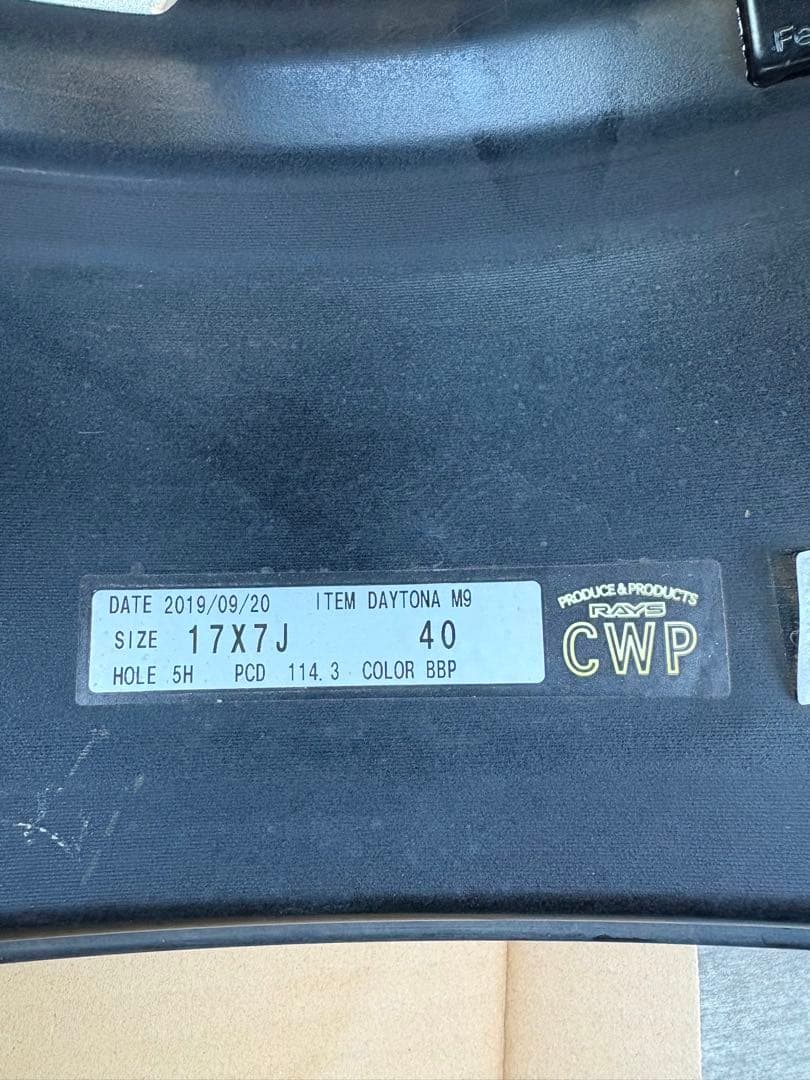 Fe
DATE 2019/09/20 ITEM DAYTONA M9
SIZE 17X7J 40
HOLE 5H PCD 114.3 COLOR BBP
PRODUCE & PRODUCTS
RAYS
CWP